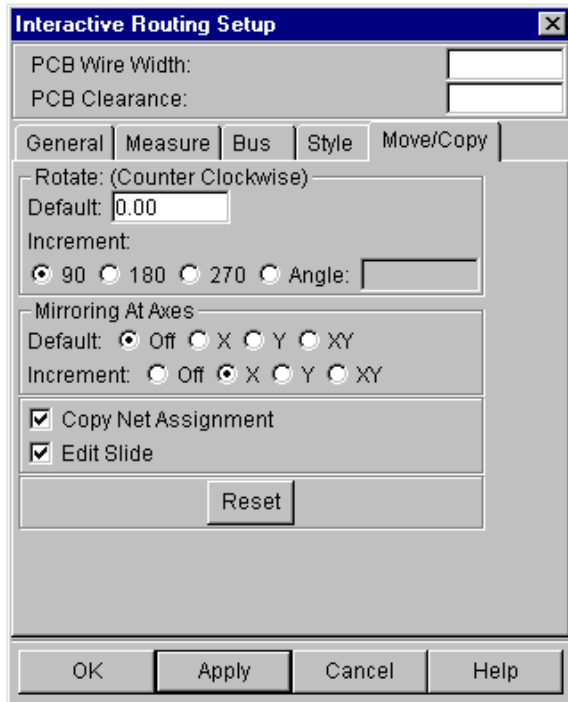 Interactive Routing Setup
PCB Wire Width:
PCB Clearance:
General Measure Bus Style Move/Copy
Rotate: (Counter Clockwise)
Default: 0.00
Increment:
90 180 270 Angle:
Mirroring At Axes
Default: Off X Y XY
Increment: Off X Y XY
Copy Net Assignment
Edit Slide
Reset
OK Apply Cancel Help